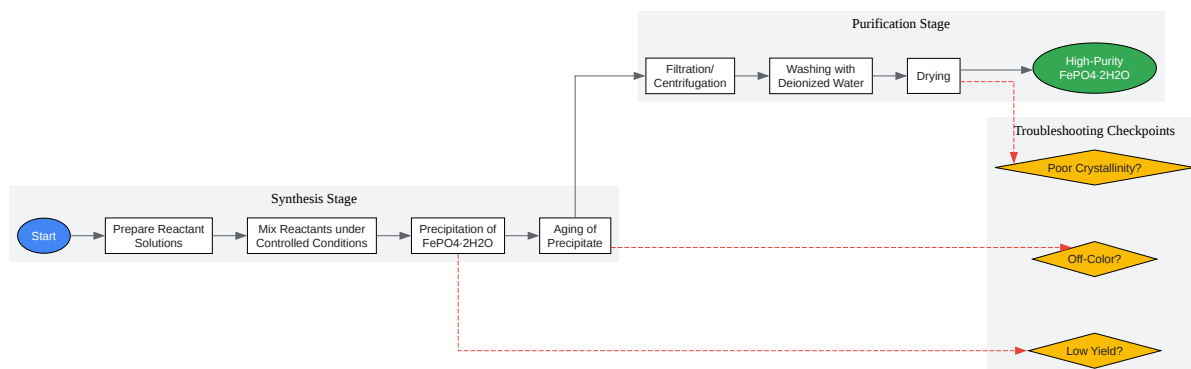 Purification Stage
Filtration/
Centrifugation
Washing with
Deionized Water
Drying
High-Purity
FePO4·2H2O
Troubleshooting Checkpoints
Poor Crystallinity?
Synthesis Stage
Start
Prepare Reactant
Solutions
Mix Reactants under
Controlled Conditions
Precipitation of
FePO4·2H2O
Aging of
Precipitate
Off-Color?
Low Yield?